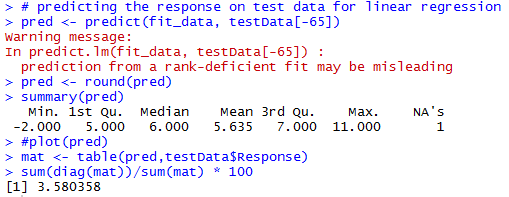 > # predicting the response on test data for linear regression
> pred <- predict(fit_data, testData[-65])
Warning message:
In predict.lm(fit_data, testData[-65]) :
  prediction from a rank-deficient fit may be misleading
> pred <- round(pred)
> summary(pred)
   Min. 1st Qu.  Median    Mean 3rd Qu.    Max.    NA's
 -2.000   5.000   6.000   5.635   7.000  11.000       1
> #plot(pred)
> mat <- table(pred,testData$Response)
> sum(diag(mat))/sum(mat) * 100
[1] 3.580358